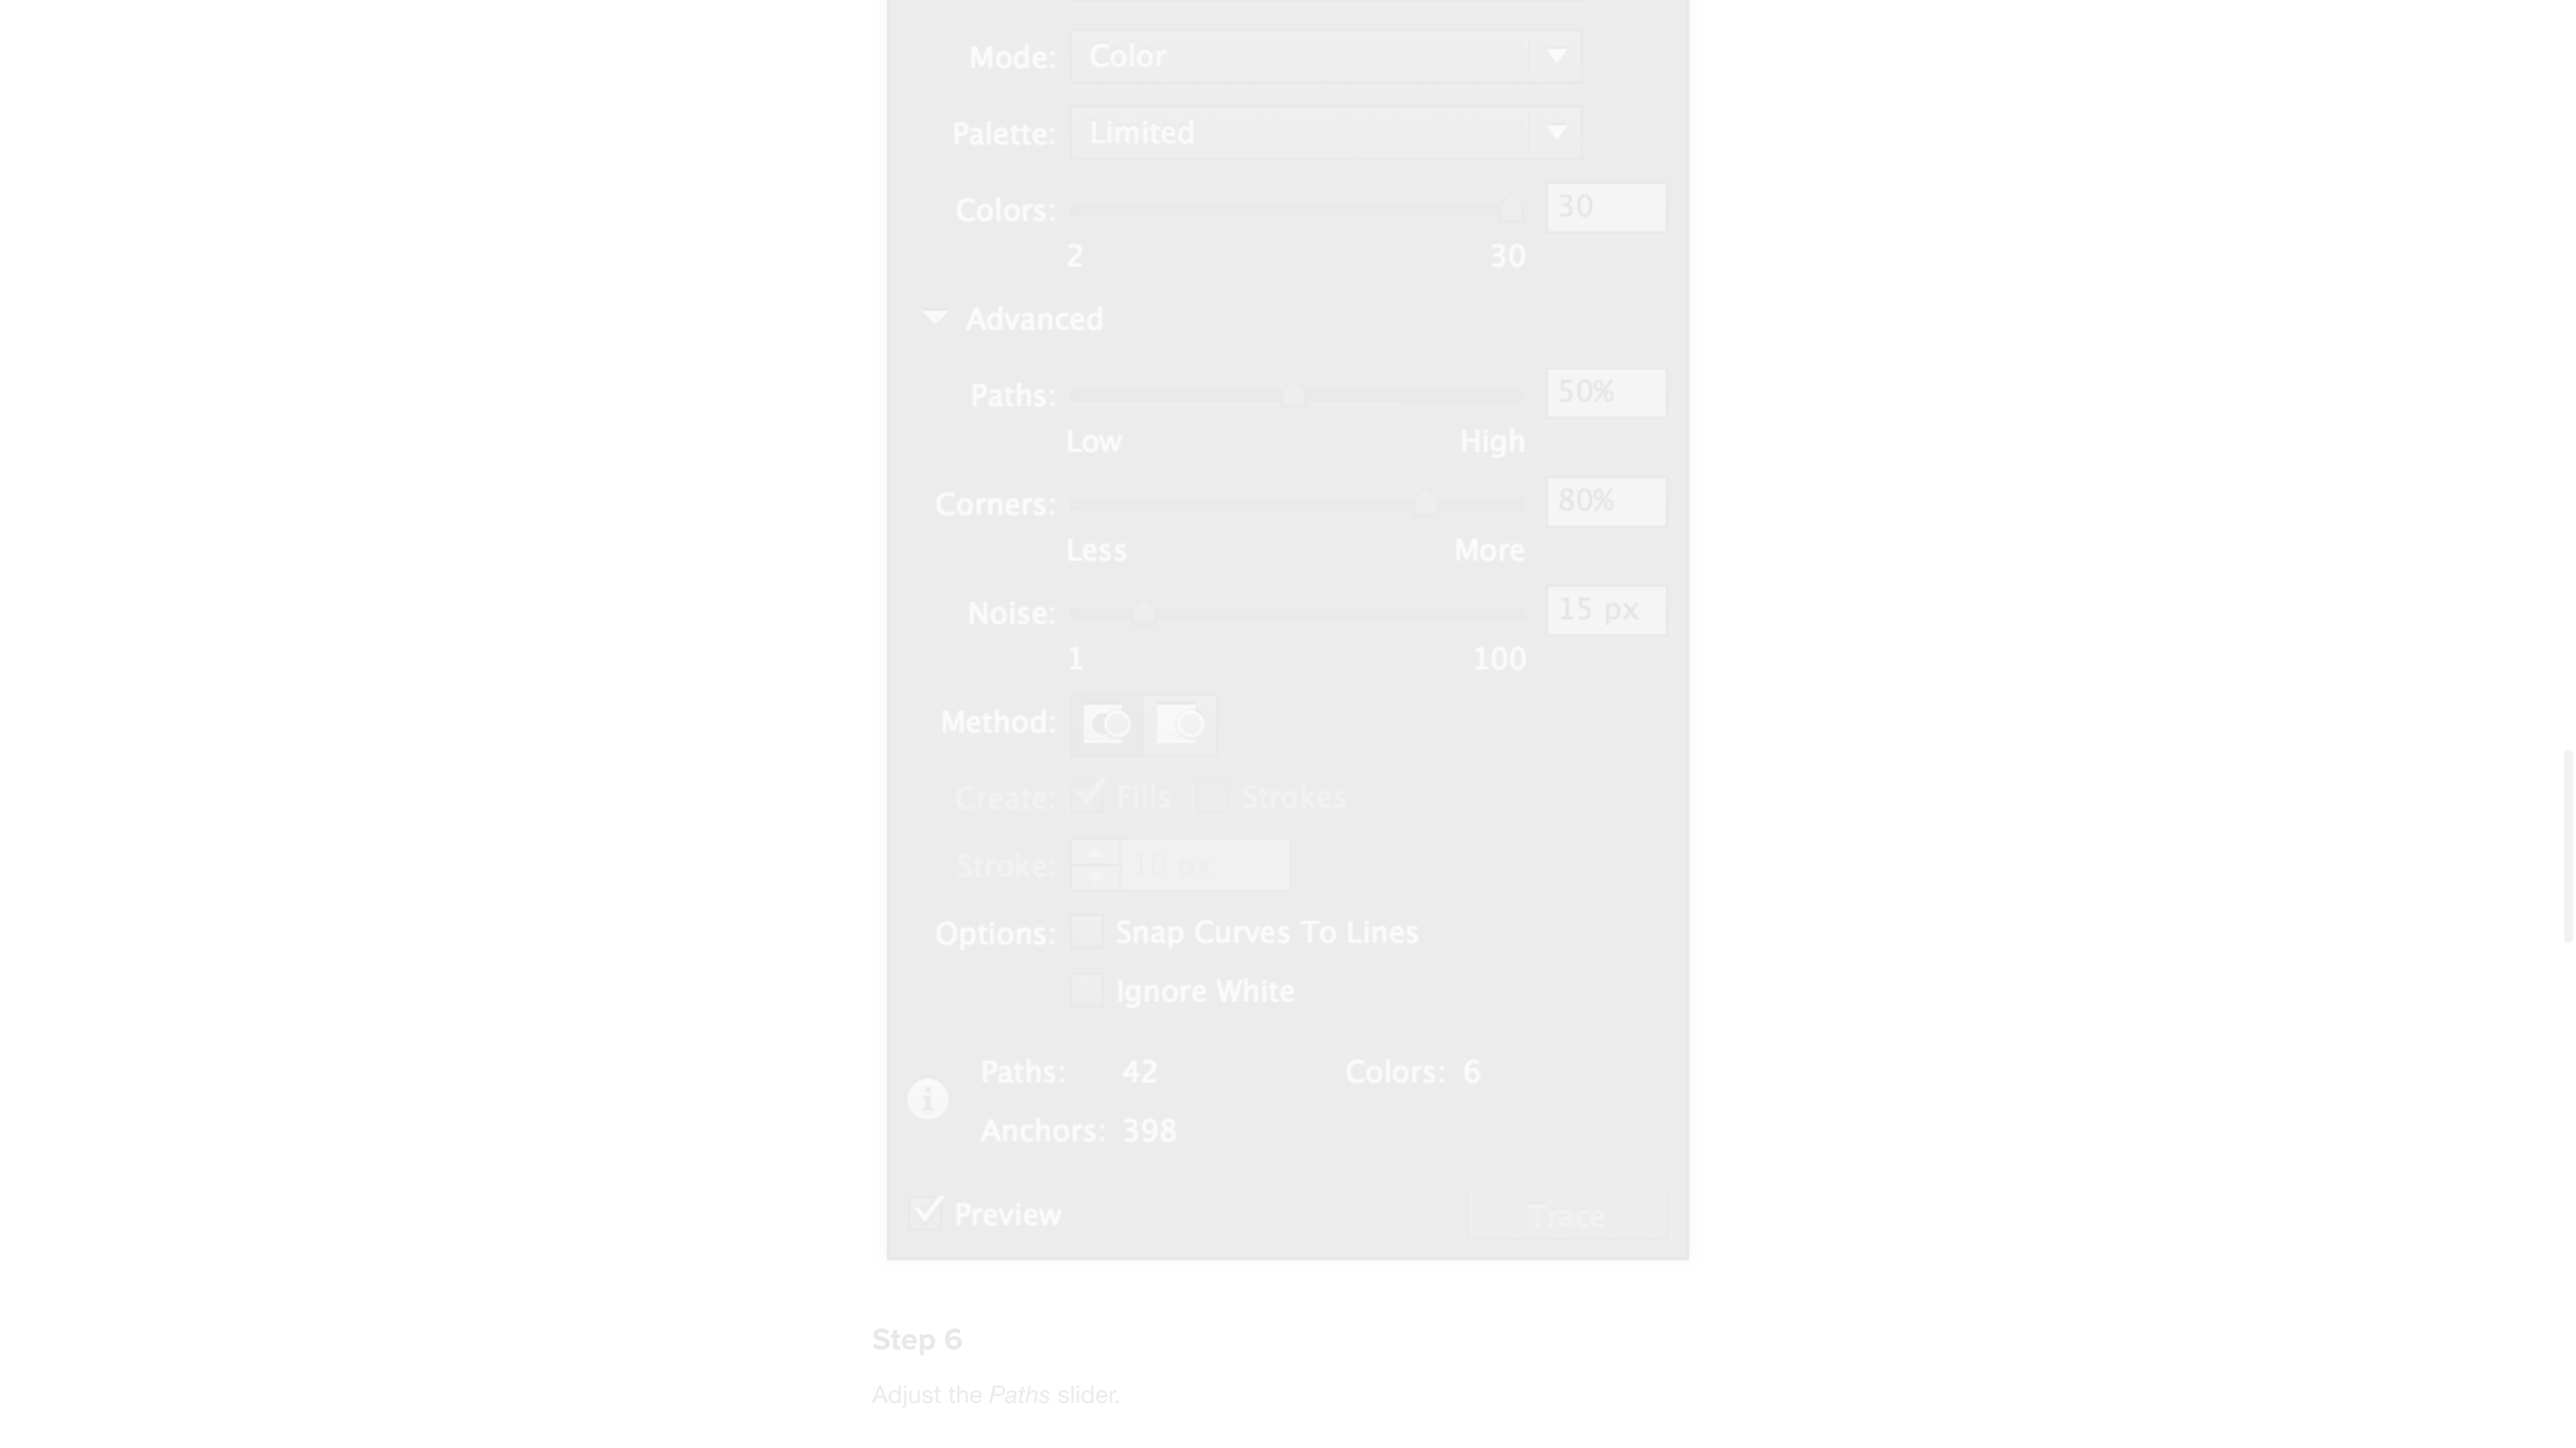 Mode: Color
Palette: Limited
Colors: 30
2 30
Advanced
Paths: 50%
Low High
Corners: 80%
Less More
Noise: 15 px
1 100
Method:
Create: Fills Strokes
Stroke: 10 px
Options: Snap Curves To Lines
Ignore White
Paths: 42 Colors: 6
Anchors: 398
Preview Trace
Step 6
Adjust the Paths slider.